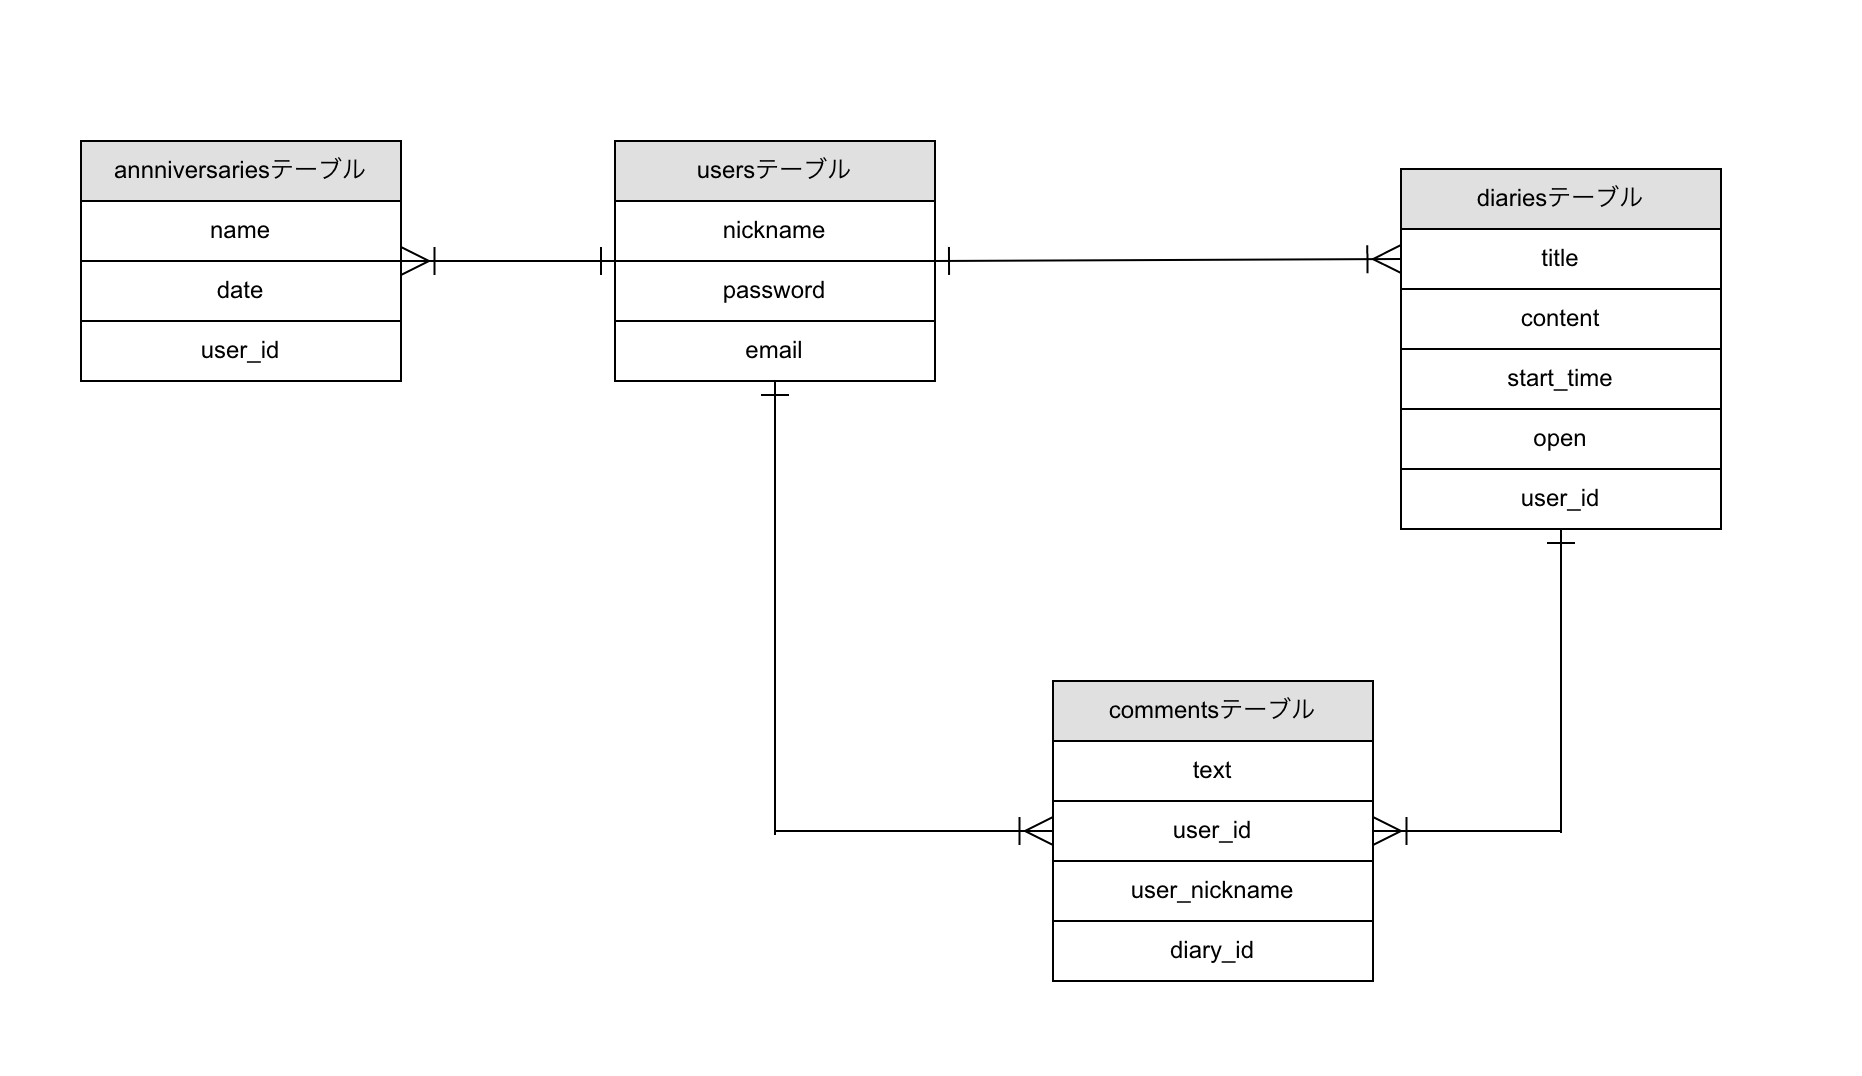 annniversariesテーブル
name
date
user_id
usersテーブル
nickname
password
email
diariesテーブル
title
content
start_time
open
user_id
commentsテーブル
text
user_id
user_nickname
diary_id